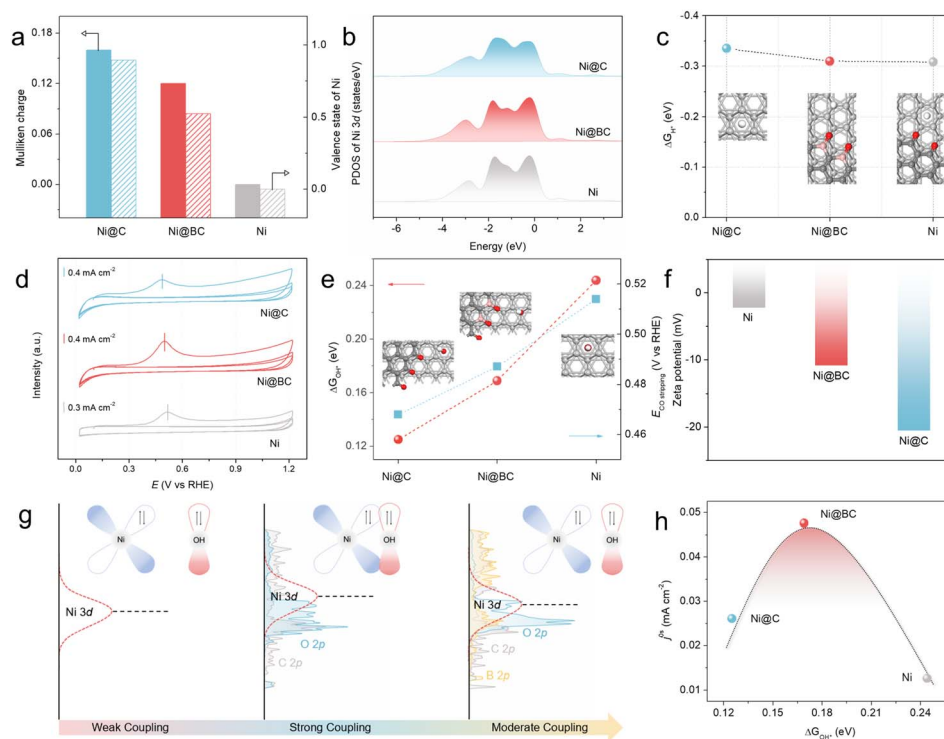 a
Mulliken charge
0.18
0.12
0.06
0.00
Ni@C
Ni@BC
Ni
1.0
0.5
0.0
Valence state of Ni
b
PDOS of Ni 3d (states/eV)
Ni@C
Ni@BC
Ni
-6
-4
-2
0
2
Energy (eV)
c
ΔG_H* (eV)
-0.4
-0.3
-0.2
-0.1
0.0
Ni@C
Ni@BC
Ni
d
Intensity (a.u.)
0.4 mA cm⁻²
Ni@C
0.4 mA cm⁻²
Ni@BC
0.3 mA cm⁻²
Ni
0.0
0.3
0.6
0.9
1.2
E (V vs RHE)
e
ΔG_OH* (eV)
0.24
0.20
0.16
0.12
Ni@C
Ni@BC
Ni
0.52
0.50
0.48
0.46
E_CO stripping (V vs RHE)
f
Zeta potential (mV)
0
-10
-20
Ni
Ni@BC
Ni@C
g
Ni
OH
Ni 3d
Weak Coupling
Ni
OH
Ni 3d
O 2p
C 2p
Strong Coupling
Ni
OH
Ni 3d
O 2p
C 2p
B 2p
Moderate Coupling
h
(mA cm⁻²)
0.05
0.04
0.03
0.02
0.01
Ni@BC
Ni@C
Ni
0.12
0.15
0.18
0.21
0.24
ΔG_OH* (eV)